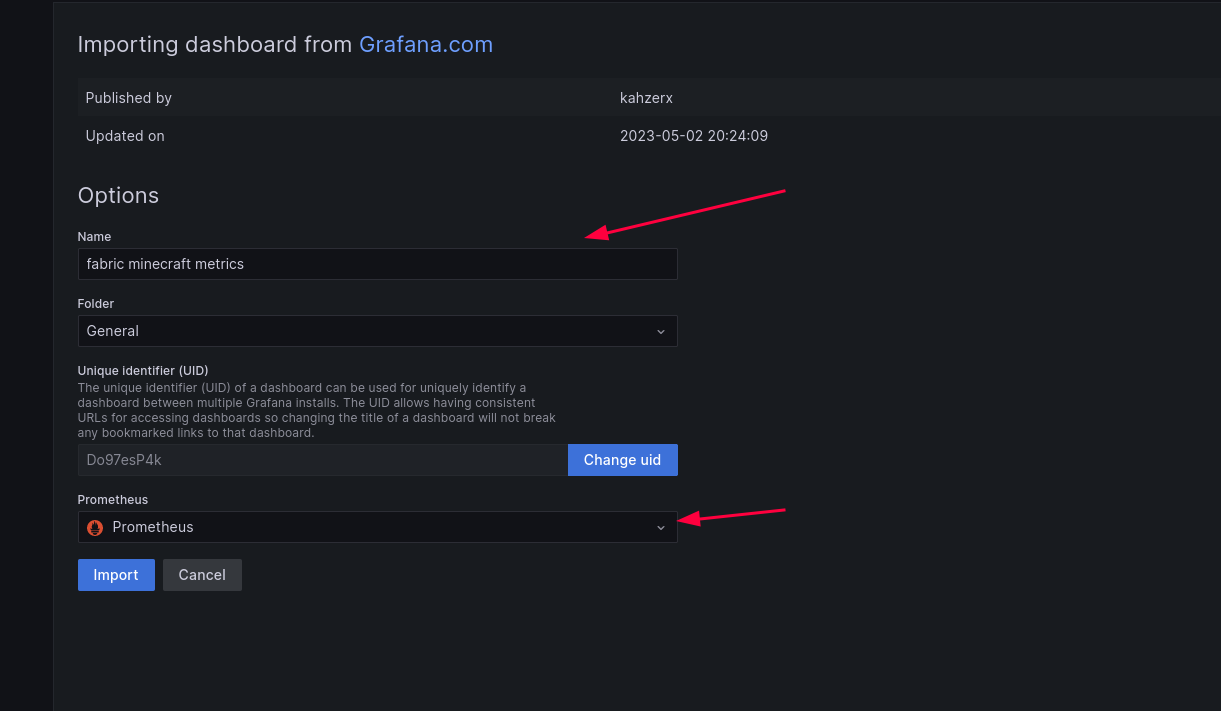 Importing dashboard from Grafana.com
Published by kahzerx
Updated on 2023-05-02 20:24:09
Options
Name
fabric minecraft metrics
Folder
General
Unique identifier (UID)
The unique identifier (UID) of a dashboard can be used for uniquely identify a
dashboard between multiple Grafana installs. The UID allows having consistent
URLs for accessing dashboards so changing the title of a dashboard will not break
any bookmarked links to that dashboard.
Do97esP4k Change uid
Prometheus
Prometheus
Import Cancel